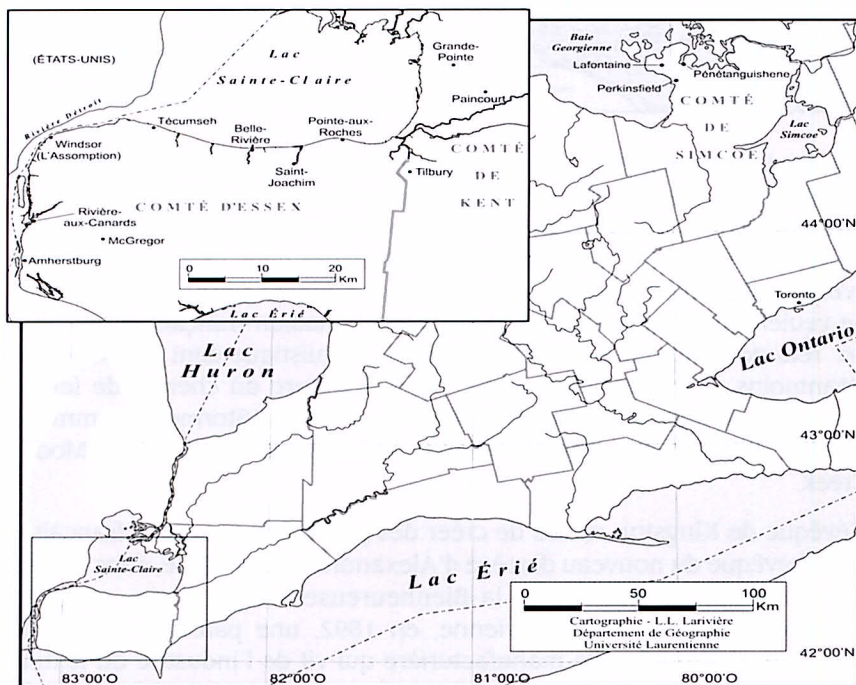 (ÉTATS-UNIS)
Lac
Sainte-Claire
Grande-
Pointe
Paincourt
Rivière Détroit
Técumseh
Belle-
Rivière
Pointe-aux-
Roches
Windsor
(L'Assomption)
Saint-
Joachim
Tilbury
COMTÉ
DE
KENT
COMTÉ D'ESSEX
Rivière-
aux-Canards
McGregor
Amherstburg
0 10 20
Km
Lac Érié
Baie
Georgienne
Lafontaine
Pénétanguishene
Perkinsfield
COMTÉ
DE
SIMCOE
Lac
Simcoe
44°00'N
Toronto
Lac Ontario
Lac
Huron
43°00'N
Lac
Sainte-Claire
Lac Érié
0 25 50 75 100
Km
Cartographie - L.L. Larivière
Département de Géographie
Université Laurentienne
42°00'N
83°00'O
82°00'O
81°00'O
80°00'O